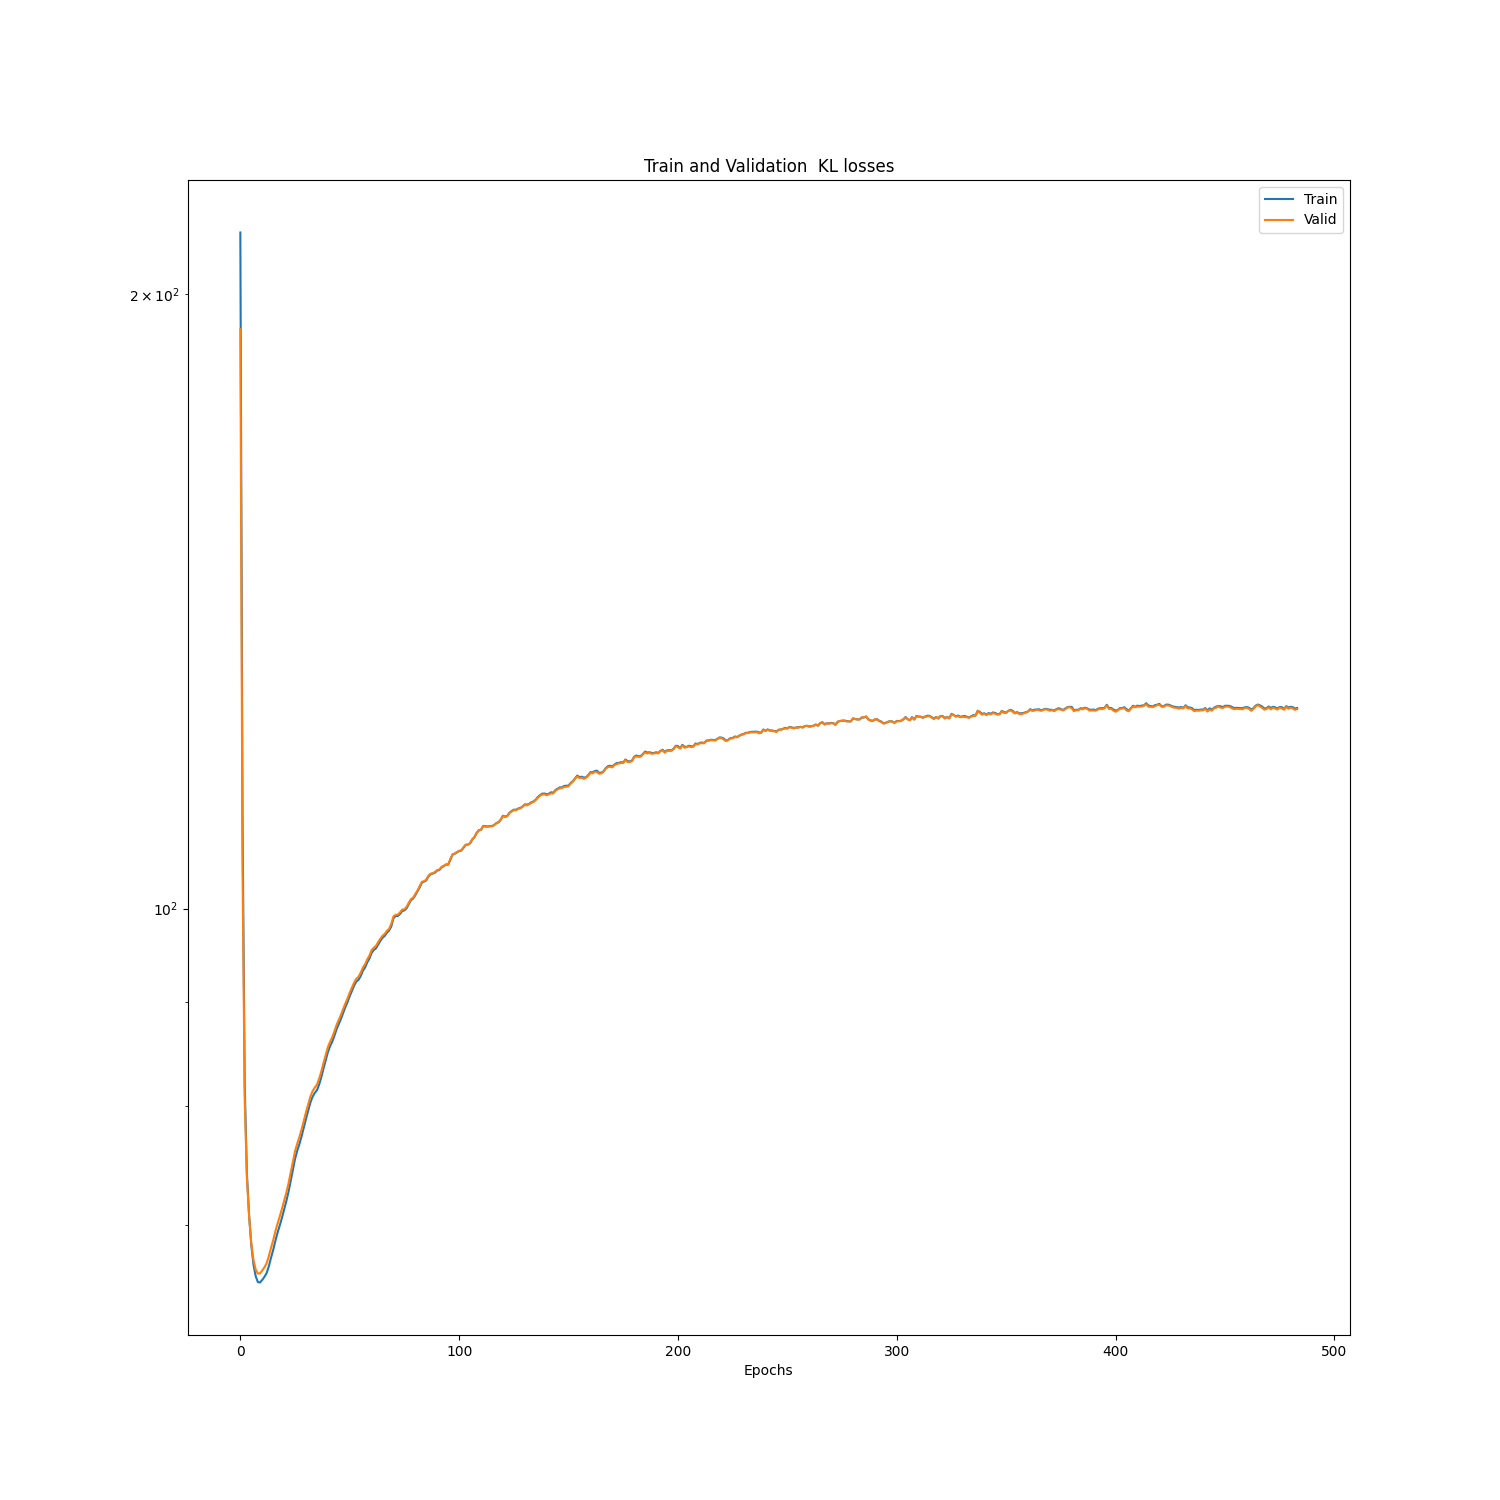 Train and Validation  KL losses
Train
Valid
2 × 10²
10²
0 100 200 300 400 500
Epochs